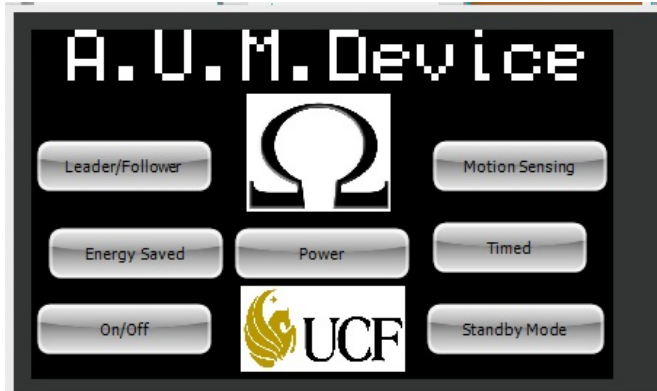 A.U.M.Device
Ω
Leader/Follower
Motion Sensing
Energy Saved
Power
Timed
On/Off
UCF
Standby Mode